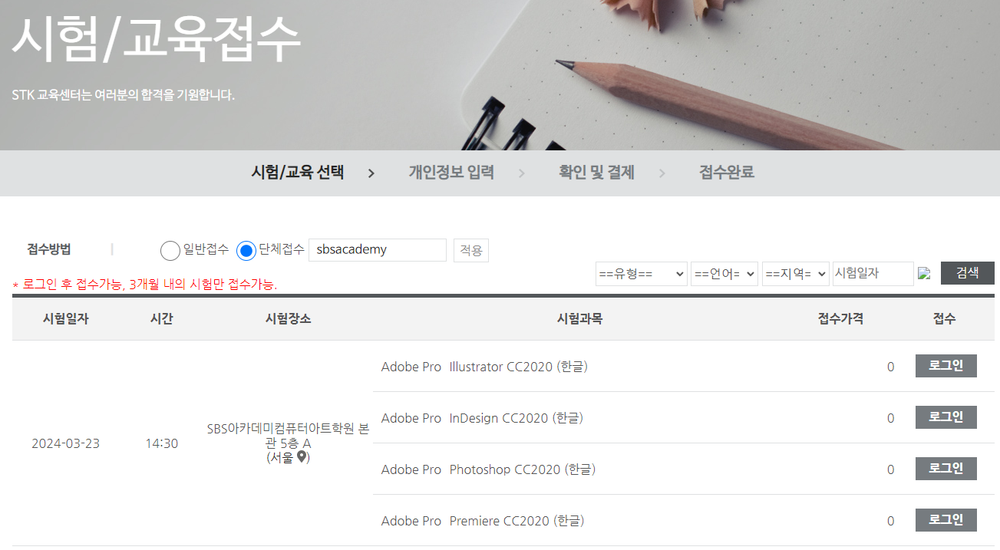 시험/교육접수
STK 교육센터는 여러분의 합격을 기원합니다.
시험/교육 선택 > 개인정보 입력 > 확인 및 결제 > 접수완료
접수방법 | 일반접수 단체접수 sbsacademy 적용
==유형== ==언어= ==지역= 시험일자 검색
* 로그인 후 접수가능, 3개월 내의 시험만 접수가능.
시험일자 시간 시험장소 시험과목 접수가격 접수
2024-03-23 14:30
SBS아카데미컴퓨터아트학원 본
관 5층 A
(서울 )
Adobe Pro Illustrator CC2020 (한글) 0 로그인
Adobe Pro InDesign CC2020 (한글) 0 로그인
Adobe Pro Photoshop CC2020 (한글) 0 로그인
Adobe Pro Premiere CC2020 (한글) 0 로그인